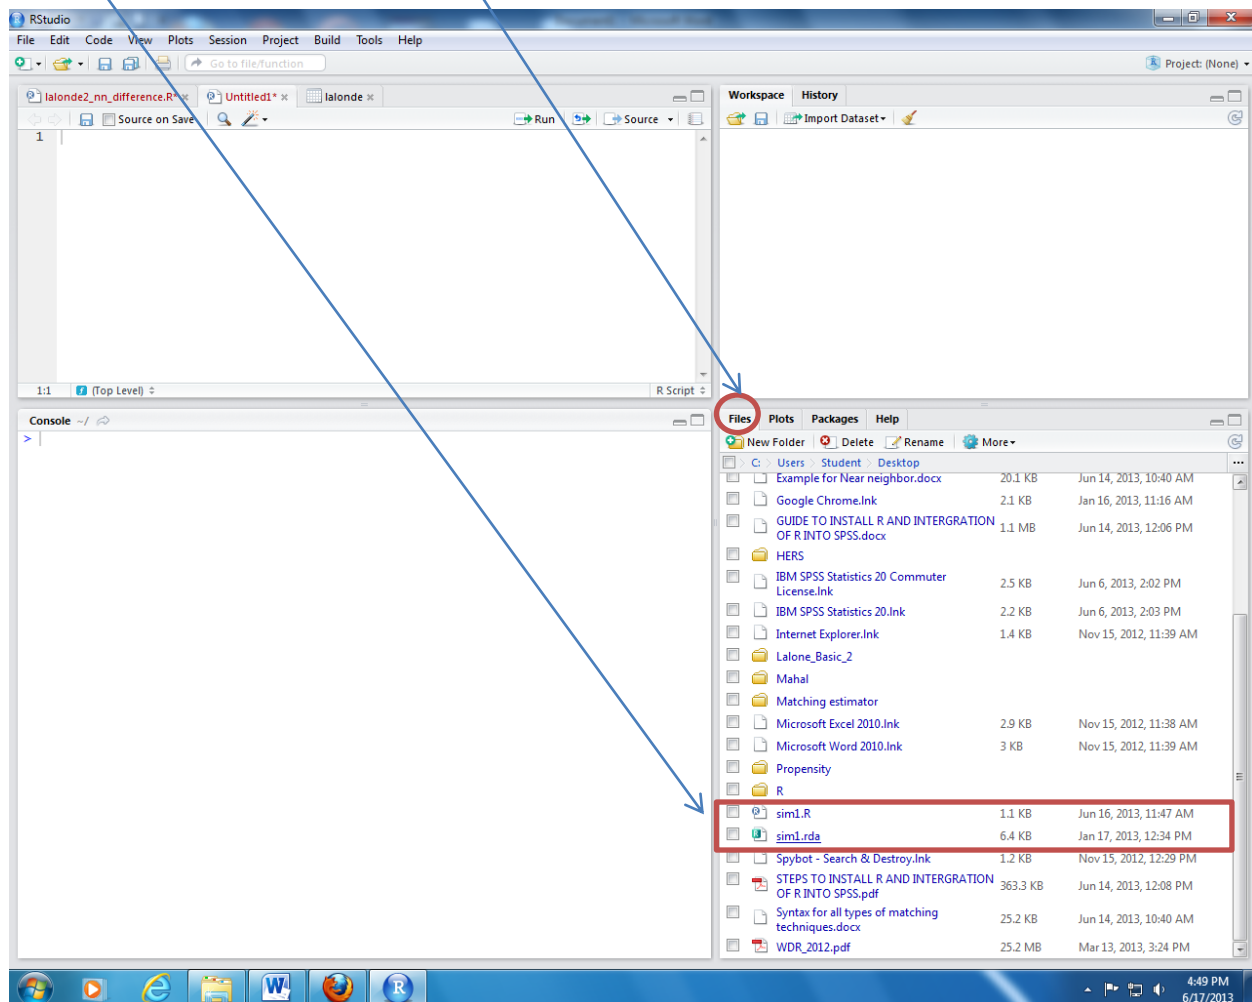 RStudio
File Edit Code View Plots Session Project Build Tools Help
Go to file/function
Project: (None)
lalonde2_nn_difference.R* Untitled1* lalonde
Source on Save Run Source
1
1:1 (Top Level) R Script
Workspace History
Import Dataset
Console ~/
>
Files Plots Packages Help
New Folder Delete Rename More
C: Users Student Desktop
Example for Near neighbor.docx 20.1 KB Jun 14, 2013, 10:40 AM
Google Chrome.lnk 2.1 KB Jan 16, 2013, 11:16 AM
GUIDE TO INSTALL R AND INTERGRATION
OF R INTO SPSS.docx 1.1 MB Jun 14, 2013, 12:06 PM
HERS
IBM SPSS Statistics 20 Commuter
License.lnk 2.5 KB Jun 6, 2013, 2:02 PM
IBM SPSS Statistics 20.lnk 2.2 KB Jun 6, 2013, 2:03 PM
Internet Explorer.lnk 1.4 KB Nov 15, 2012, 11:39 AM
Lalone_Basic_2
Mahal
Matching estimator
Microsoft Excel 2010.lnk 2.9 KB Nov 15, 2012, 11:38 AM
Microsoft Word 2010.lnk 3 KB Nov 15, 2012, 11:39 AM
Propensity
R
sim1.R 1.1 KB Jun 16, 2013, 11:47 AM
sim1.rda 6.4 KB Jan 17, 2013, 12:34 PM
Spybot - Search & Destroy.lnk 1.2 KB Nov 15, 2012, 12:29 PM
STEPS TO INSTALL R AND INTERGRATION
OF R INTO SPSS.pdf 363.3 KB Jun 14, 2013, 12:08 PM
Syntax for all types of matching
techniques.docx 25.2 KB Jun 14, 2013, 10:40 AM
WDR_2012.pdf 25.2 MB Mar 13, 2013, 3:24 PM
4:49 PM
6/17/2013